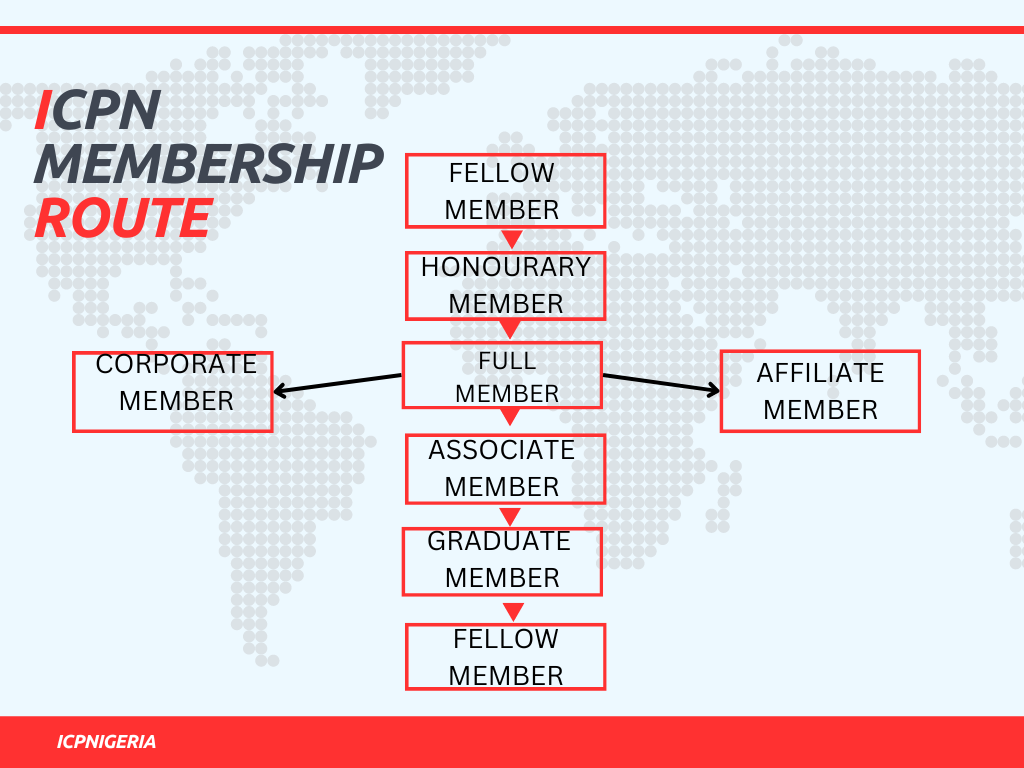 ICPN
MEMBERSHIP
ROUTE
FELLOW
MEMBER
HONOURARY
MEMBER
FULL
MEMBER
CORPORATE
MEMBER
AFFILIATE
MEMBER
ASSOCIATE
MEMBER
GRADUATE
MEMBER
FELLOW
MEMBER
ICPNIGERIA